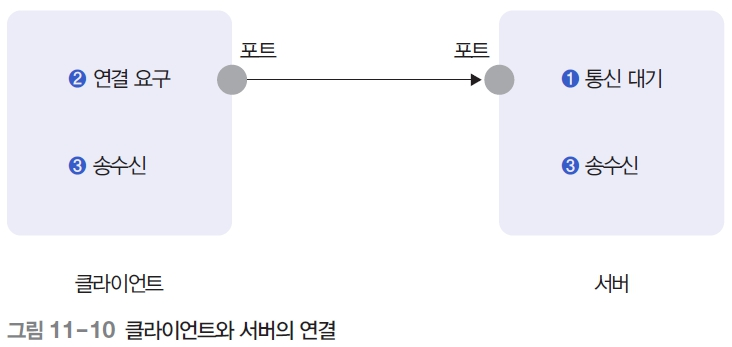 포트
포트
❷ 연결 요구
❶ 통신 대기
❸ 송수신
❸ 송수신
클라이언트
서버
그림 11-10 클라이언트와 서버의 연결